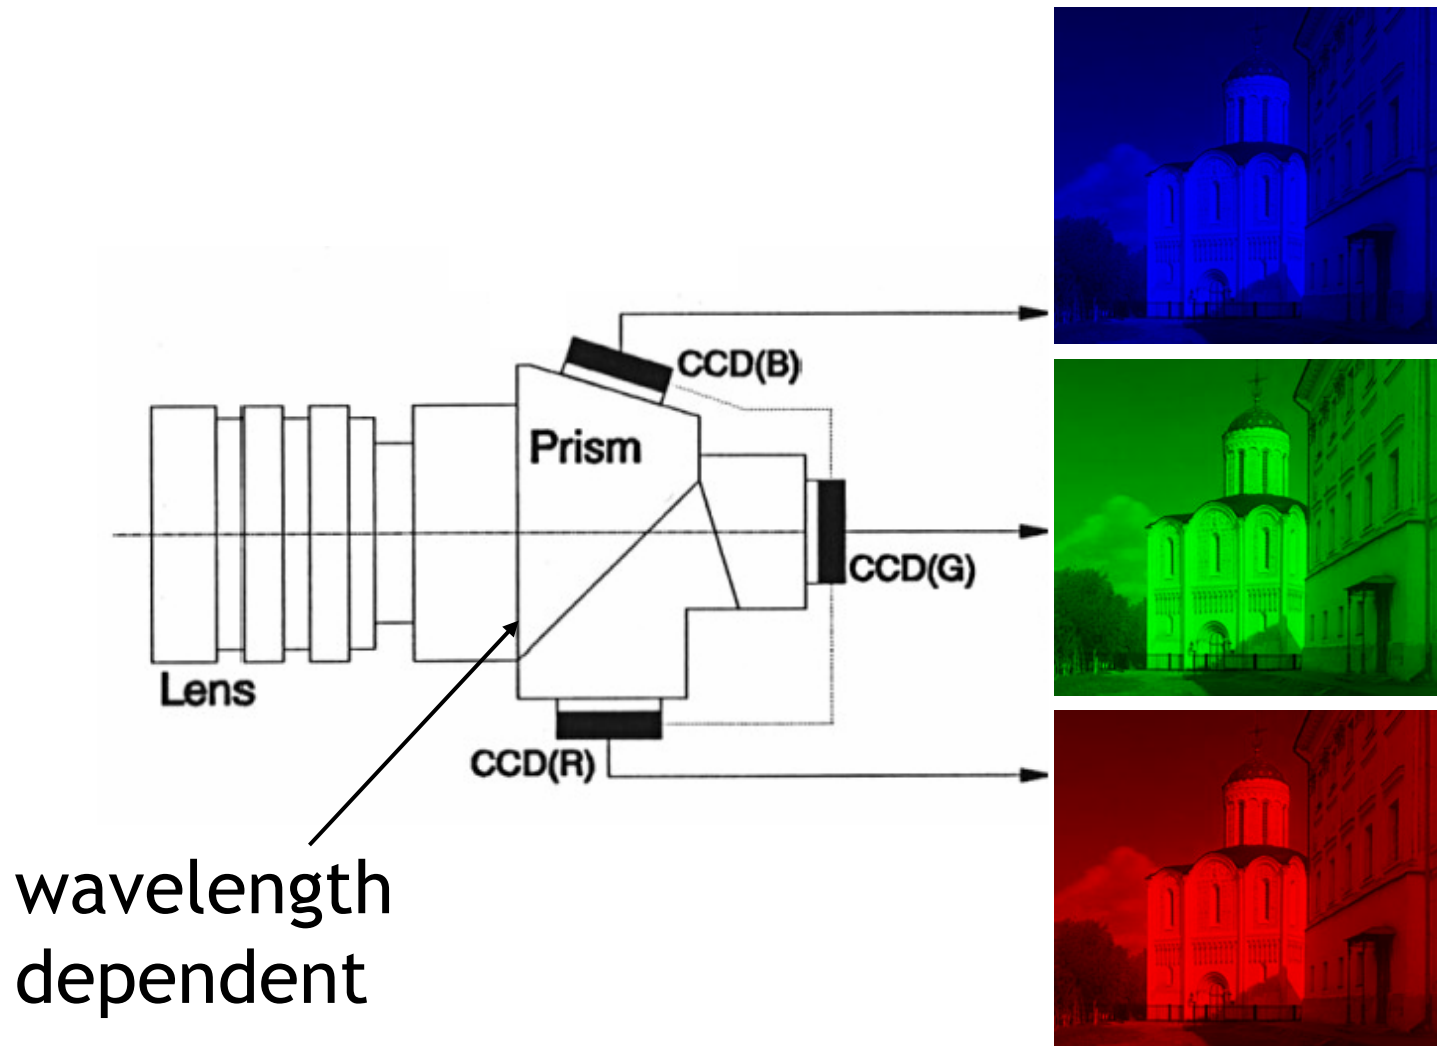 CCD(B)
Prism
CCD(G)
Lens
CCD(R)
wavelength
dependent